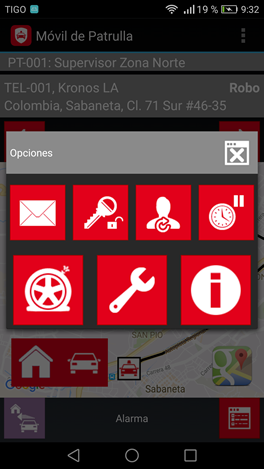 TIGO 19 % 9:32
Móvil de Patrulla
PT-001: Supervisor Zona Norte
TEL-001, Kronos LA Robo
Colombia, Sabaneta, Cl. 71 Sur #46-35
Opciones
SAN PIO
Google
Sabaneta
Alarma